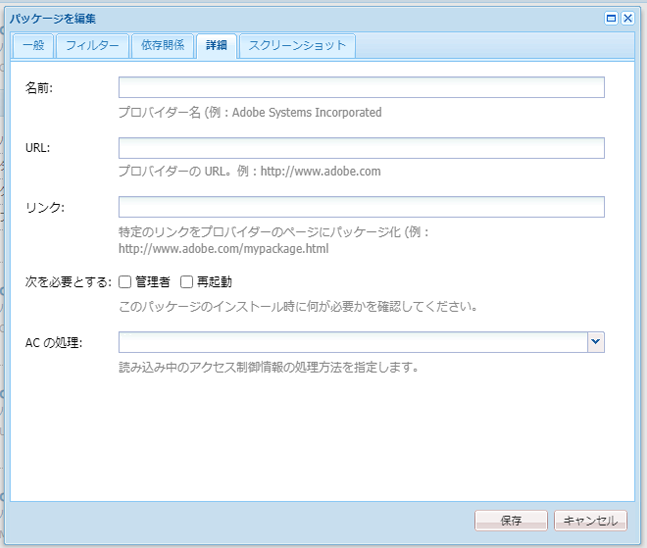 パッケージを編集
一般 フィルター 依存関係 詳細 スクリーンショット
名前:
プロバイダー名 (例：Adobe Systems Incorporated
URL:
プロバイダーの URL。例：http://www.adobe.com
リンク:
特定のリンクをプロバイダーのページにパッケージ化 (例：
http://www.adobe.com/mypackage.html
次を必要とする: 管理者 再起動
このパッケージのインストール時に何が必要かを確認してください。
AC の処理:
読み込み中のアクセス制御情報の処理方法を指定します。
保存 キャンセル